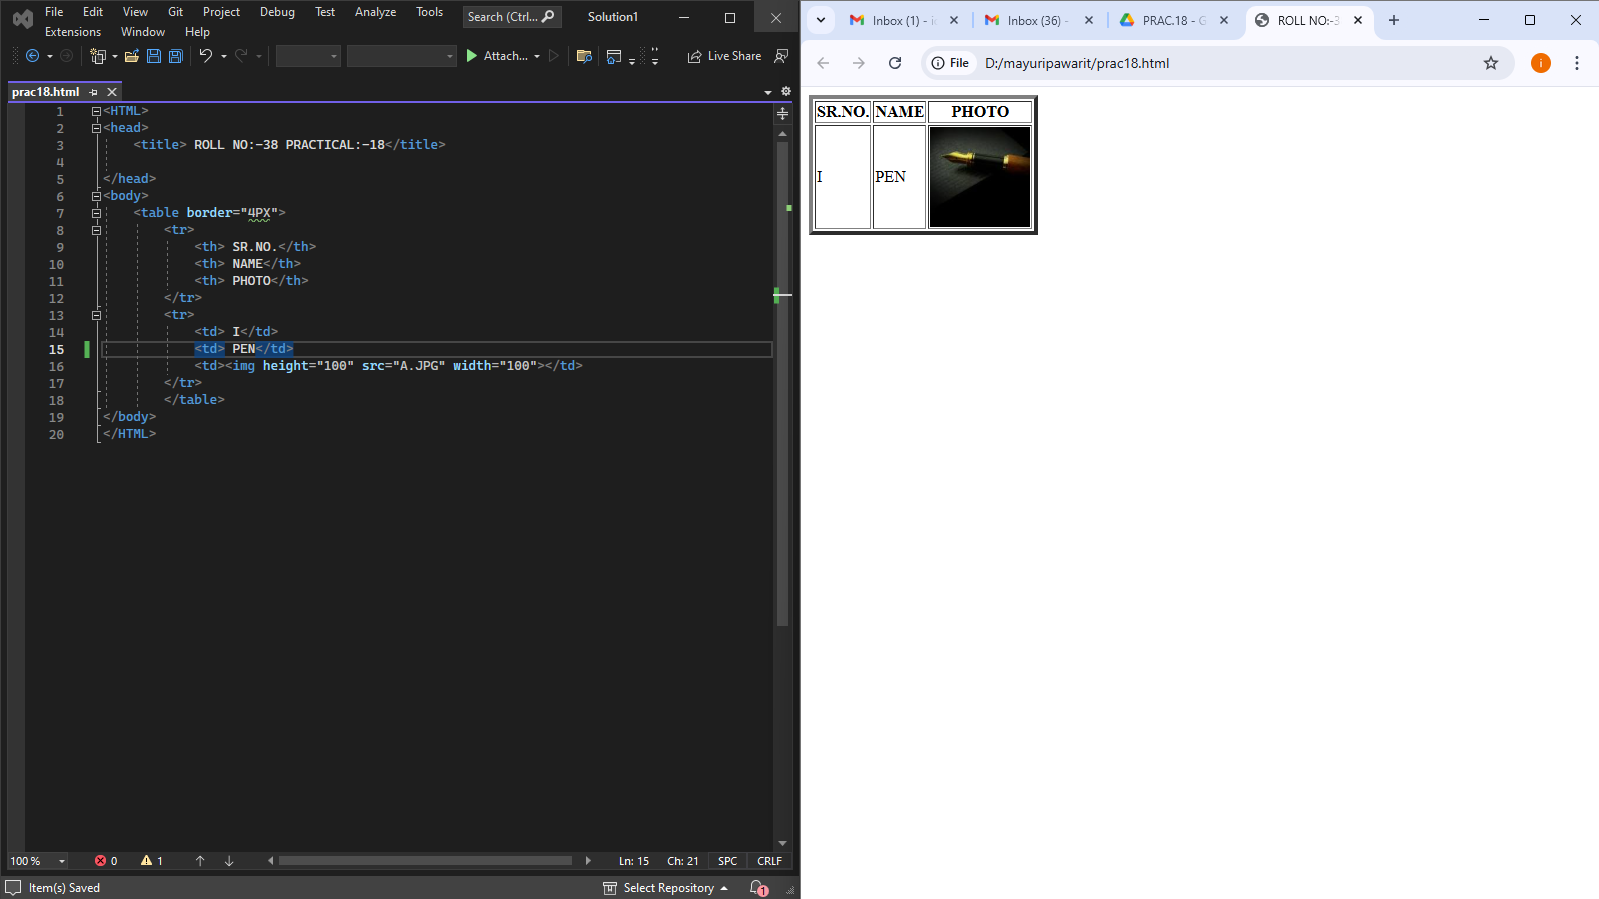 File Edit View Git Project Debug Test Analyze Tools Search (Ctrl... Solution1
Extensions Window Help
Attach... Live Share
prac18.html
1 <HTML>
2 <head>
3 <title> ROLL NO:-38 PRACTICAL:-18</title>
4
5 </head>
6 <body>
7 <table border="4PX">
8 <tr>
9 <th> SR.NO.</th>
10 <th> NAME</th>
11 <th> PHOTO</th>
12 </tr>
13 <tr>
14 <td> I</td>
15 <td> PEN</td>
16 <td><img height="100" src="A.JPG" width="100"></td>
17 </tr>
18 </table>
19 </body>
20 </HTML>
100 % 0 1 Ln: 15 Ch: 21 SPC CRLF
Item(s) Saved Select Repository 1
Inbox (1) - Inbox (36) - PRAC.18 - G ROLL NO:-3
File D:/mayuripawarit/prac18.html i
SR.NO. NAME PHOTO
I PEN